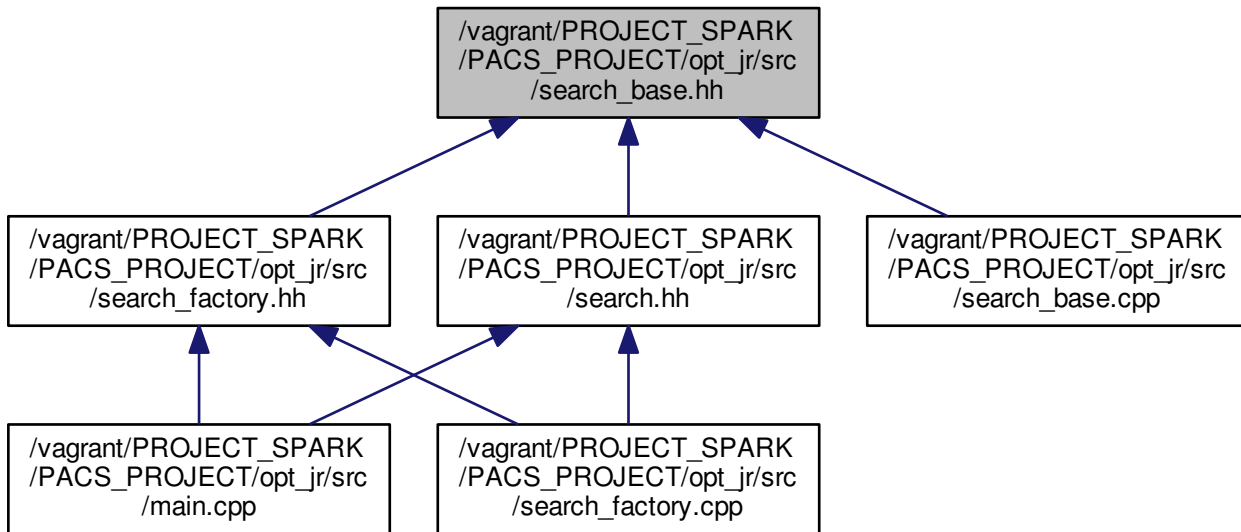 /vagrant/PROJECT_SPARK
/PACS_PROJECT/opt_jr/src
/search_base.hh
/vagrant/PROJECT_SPARK
/PACS_PROJECT/opt_jr/src
/search_factory.hh
/vagrant/PROJECT_SPARK
/PACS_PROJECT/opt_jr/src
/search.hh
/vagrant/PROJECT_SPARK
/PACS_PROJECT/opt_jr/src
/search_base.cpp
/vagrant/PROJECT_SPARK
/PACS_PROJECT/opt_jr/src
/main.cpp
/vagrant/PROJECT_SPARK
/PACS_PROJECT/opt_jr/src
/search_factory.cpp